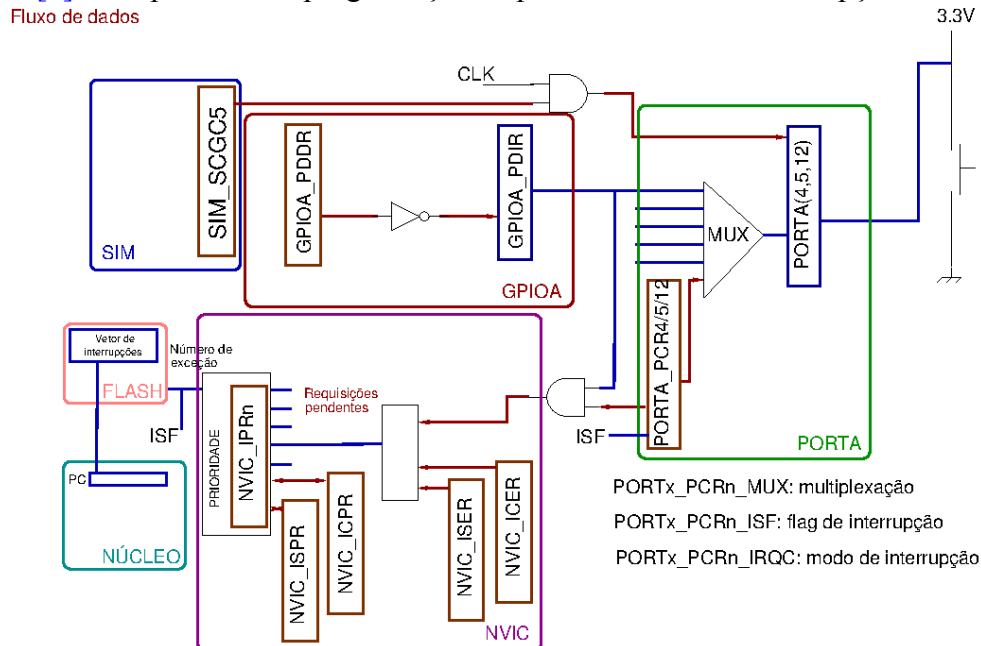 Fluxo de dados
3.3V
CLK
SIM_SCGC5
SIM
GPIOA_PDDR
GPIOA_PDIR
GPIOA
PORTA(4,5,12)
MUX
PORTA_PCR4/5/12
ISF
PORTA
Vetor de
interrupções
FLASH
Número de
exceção
ISF
PC
NÚCLEO
PRIORIDADE
NVIC_IPRn
Requisições
pendentes
NVIC_ISPR
NVIC_ICPR
NVIC_ISER
NVIC_ICER
NVIC
PORTx_PCRn_MUX: multiplexação
PORTx_PCRn_ISF: flag de interrupção
PORTx_PCRn_IRQC: modo de interrupção